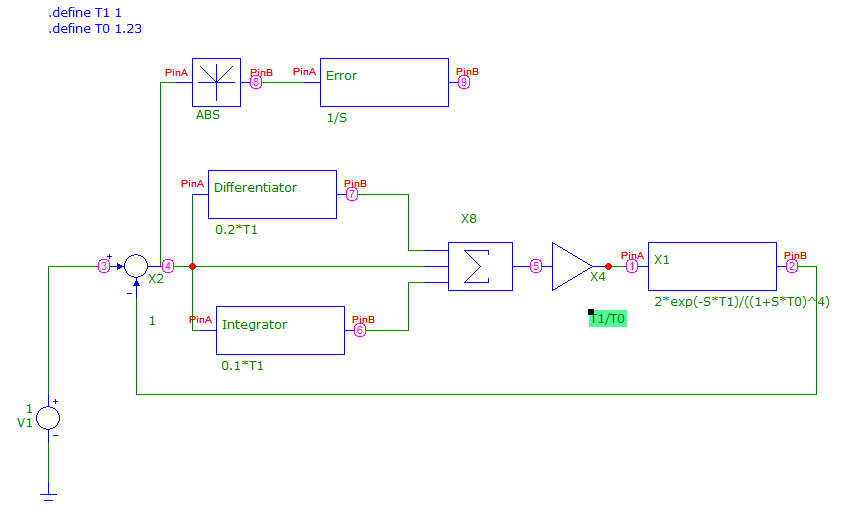 .define T1 1
.define T0 1.23
PinA
PinB
8
PinA
Error
PinB
9
ABS
1/S
PinA
Differentiator
PinB
7
0.2*T1
X8
3
+
4
X2
-
5
X4
PinA
1
X1
PinB
2
2*exp(-S*T1)/((1+S*T0)^4)
T1/T0
1
PinA
Integrator
PinB
6
0.1*T1
1
V1
+
-